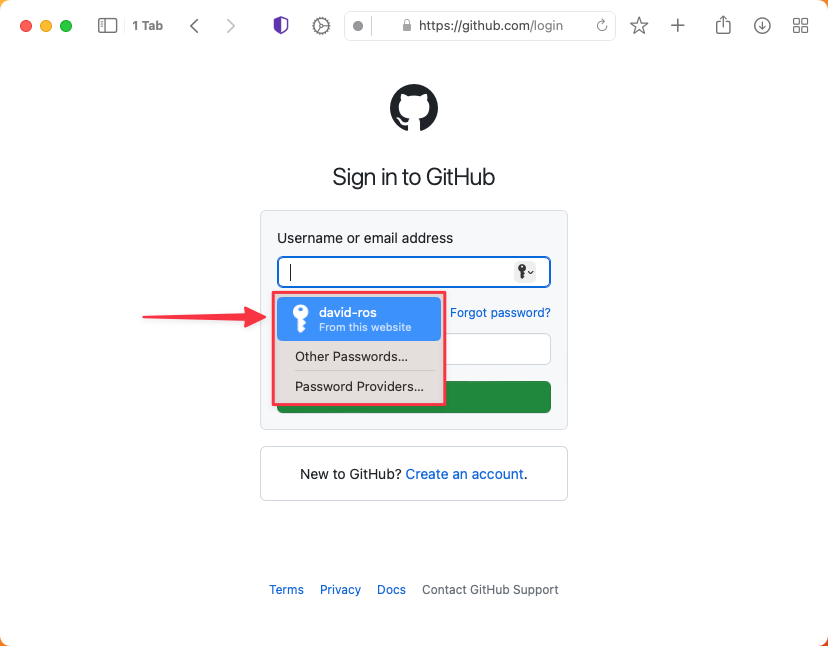 1 Tab
https://github.com/login
Sign in to GitHub
Username or email address
david-ros
From this website
Forgot password?
Other Passwords...
Password Providers...
New to GitHub? Create an account.
Terms Privacy Docs Contact GitHub Support